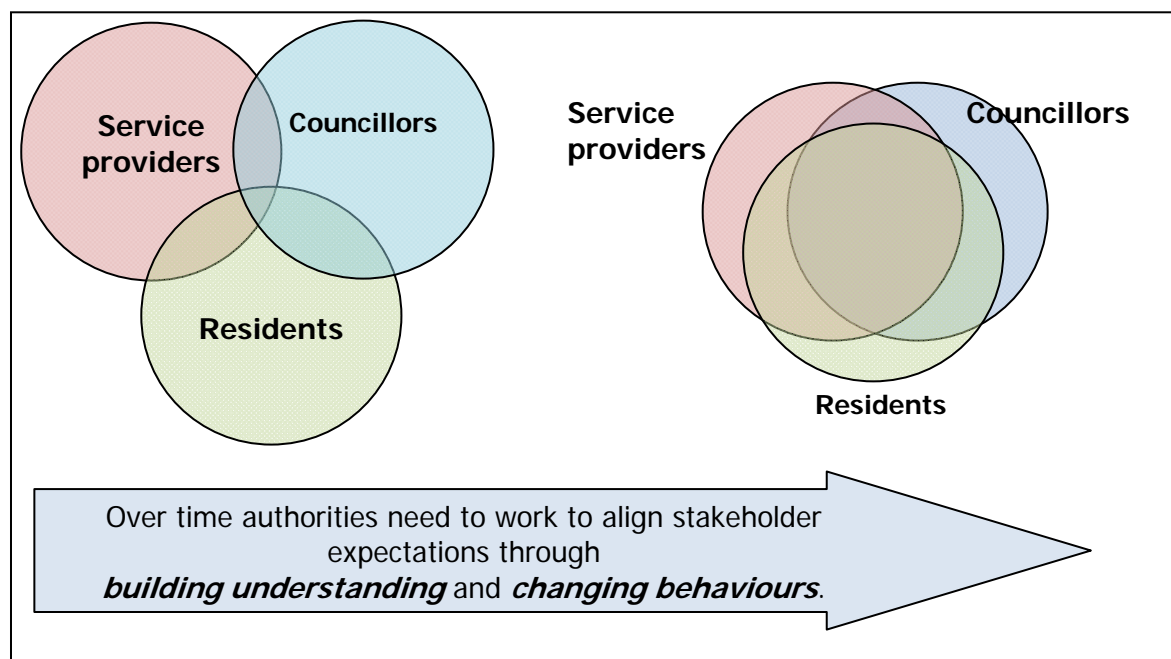 Service
providers
Councillors
Residents
Service
providers
Councillors
Residents
Over time authorities need to work to align stakeholder
expectations through
building understanding and changing behaviours.